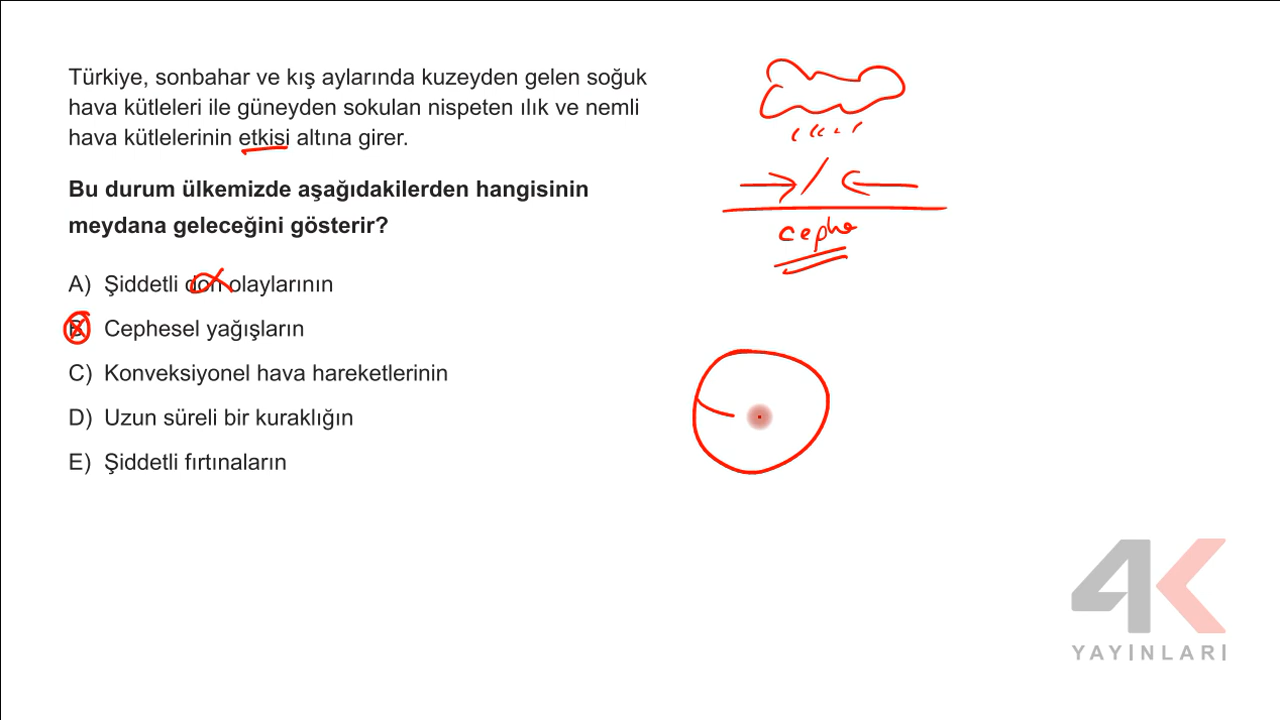 Türkiye, sonbahar ve kış aylarında kuzeyden gelen soğuk
hava kütleleri ile güneyden sokulan nispeten ılık ve nemli
hava kütlelerinin etkisi altına girer.
Bu durum ülkemizde aşağıdakilerden hangisinin
meydana geleceğini gösterir?
A) Şiddetli don olaylarının
B) Cephesel yağışların
C) Konveksiyonel hava hareketlerinin
D) Uzun süreli bir kuraklığın
E) Şiddetli fırtınaların
cephe
4K
YAYINLARI